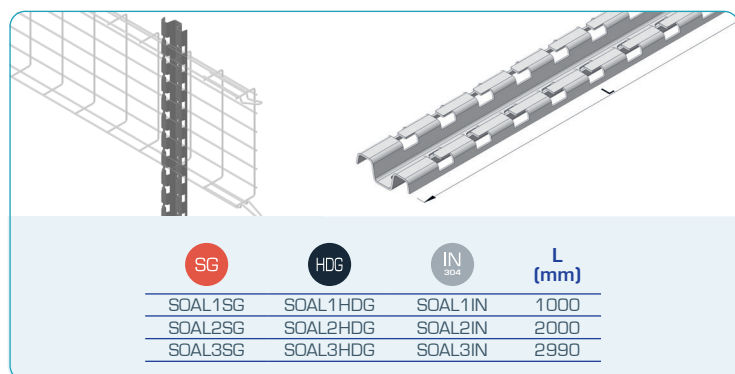 L
SG HDG IN 304 L (mm)
SOAL1SG SOAL1HDG SOAL1IN 1000
SOAL2SG SOAL2HDG SOAL2IN 2000
SOAL3SG SOAL3HDG SOAL3IN 2990